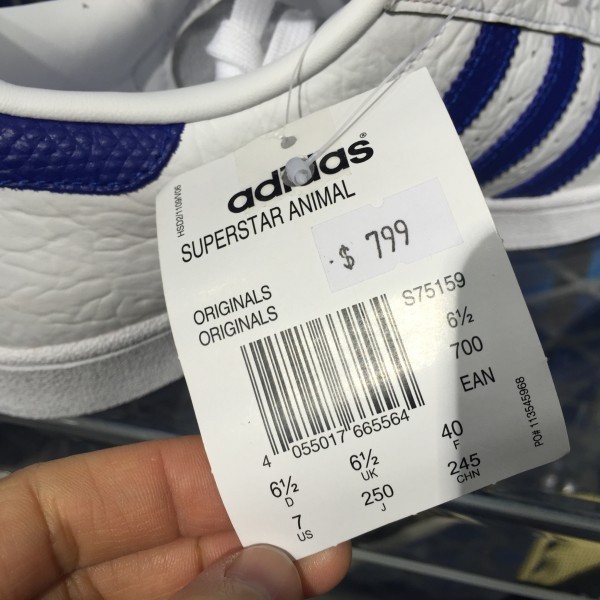 adidas®
HSD2/1109/V06
SUPERSTAR ANIMAL
$ 799
ORIGINALS
ORIGINALS
S75159
6½
700
EAN
4 055017 665564
PO# 113545968
6½ D
6½ UK
40 F
7 US
250 J
245 CHN